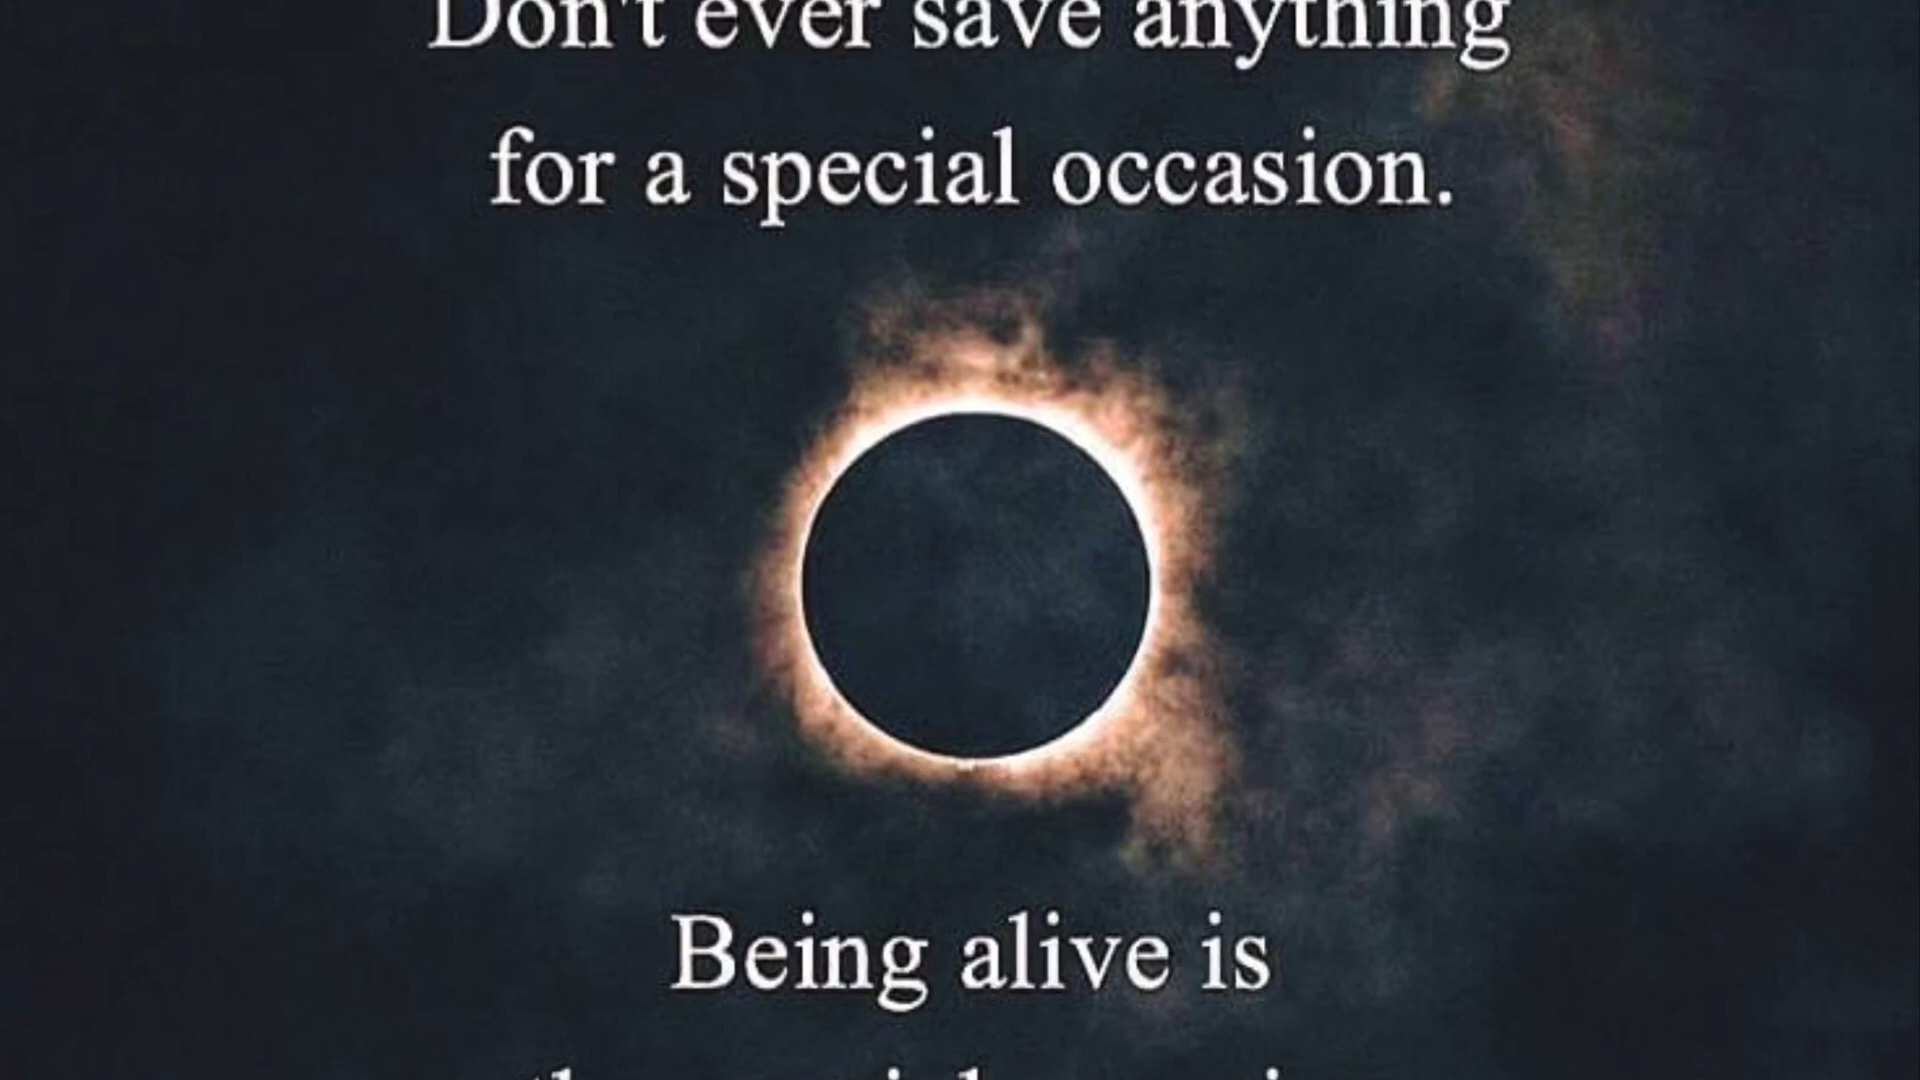 Don't ever save anything
for a special occasion.
Being alive is